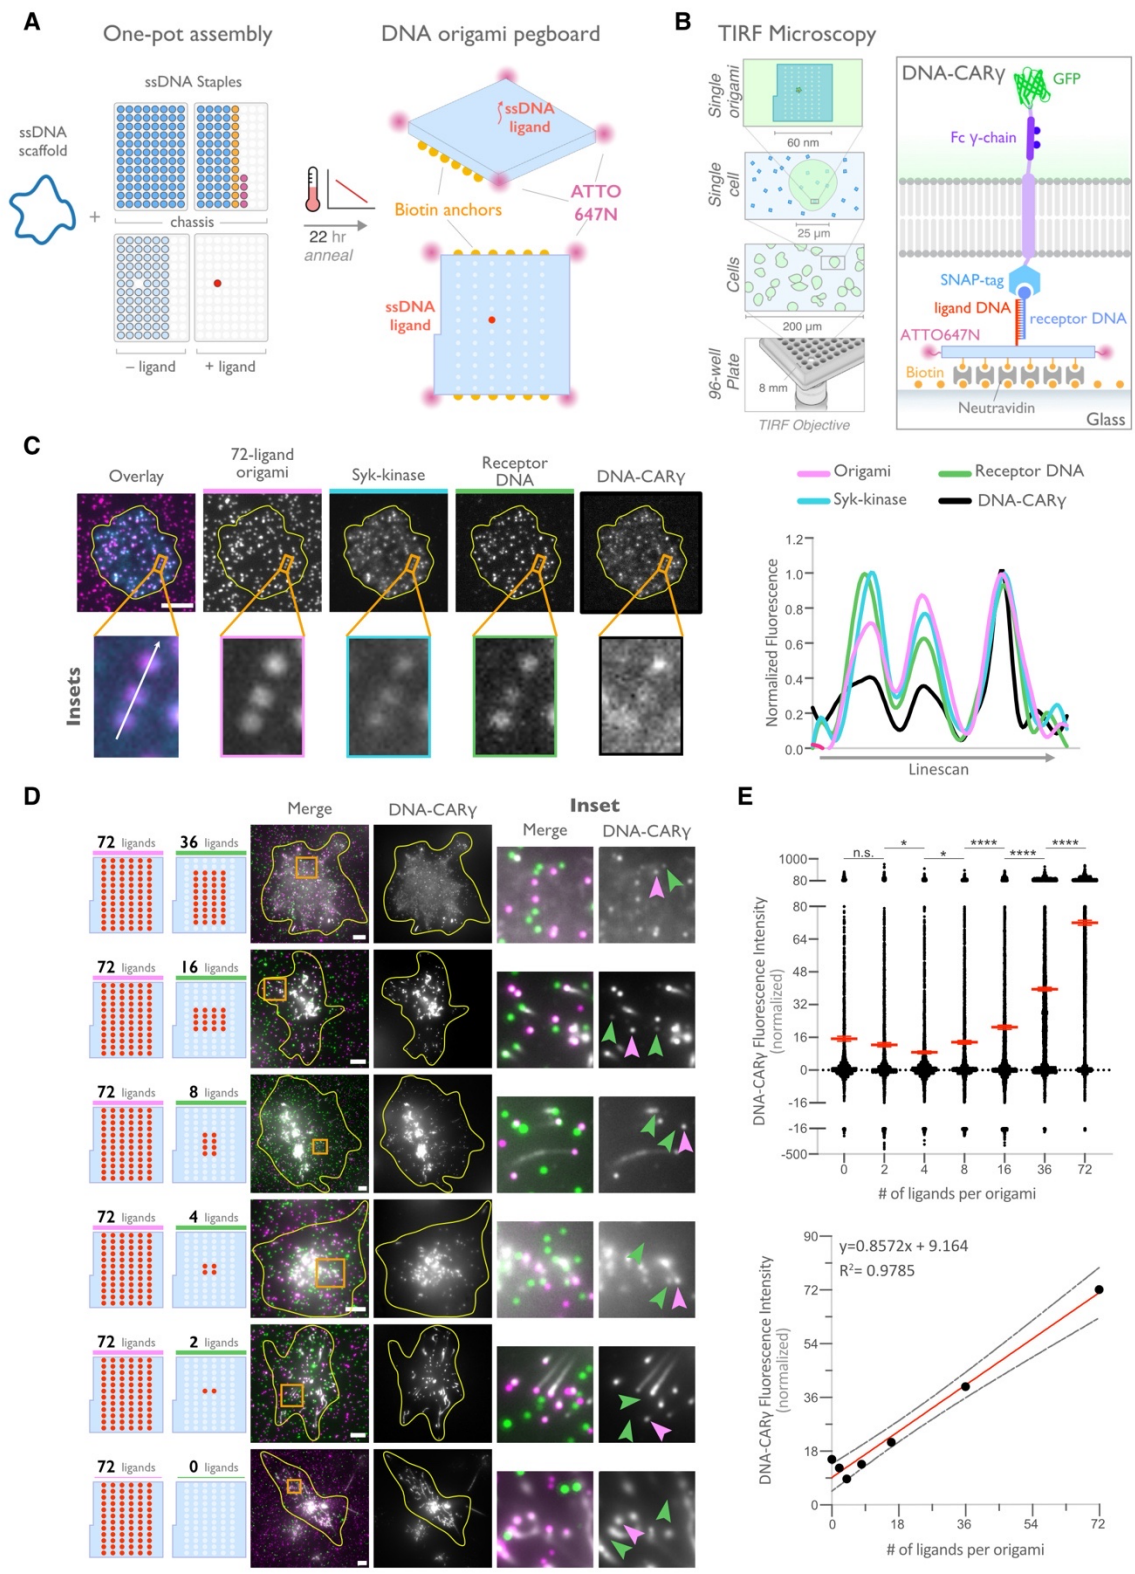 A
One-pot assembly
ssDNA Staples
ssDNA
scaffold
+
chassis
– ligand
+ ligand
22 hr
anneal
DNA origami pegboard
ssDNA
ligand
Biotin anchors
ATTO
647N
ssDNA
ligand
B
TIRF Microscopy
Single
origami
60 nm
Single
cell
25 µm
Cells
200 µm
96-well
Plate
8 mm
TIRF Objective
DNA-CARγ
GFP
Fc γ-chain
SNAP-tag
ligand DNA
receptor DNA
ATTO647N
Biotin
Neutravidin
Glass
C
Overlay
72-ligand
origami
Syk-kinase
Receptor
DNA
DNA-CARγ
Insets
Origami
Receptor DNA
Syk-kinase
DNA-CARγ
Normalized Fluorescence
1.2
1.0
0.8
0.6
0.4
0.2
0.0
Linescan
D
Merge
DNA-CARγ
Inset
Merge
DNA-CARγ
72 ligands
36 ligands
72 ligands
16 ligands
72 ligands
8 ligands
72 ligands
4 ligands
72 ligands
2 ligands
72 ligands
0 ligands
E
n.s.
*
*
****
****
****
DNA-CARγ Fluorescence Intensity
(normalized)
1000
80
80
64
48
32
16
0
-16
-16
-500
0 2 4 8 16 36 72
# of ligands per origami
y=0.8572x + 9.164
R²= 0.9785
DNA-CARγ Fluorescence Intensity
(normalized)
90
72
54
36
18
0
0 18 36 54 72
# of ligands per origami